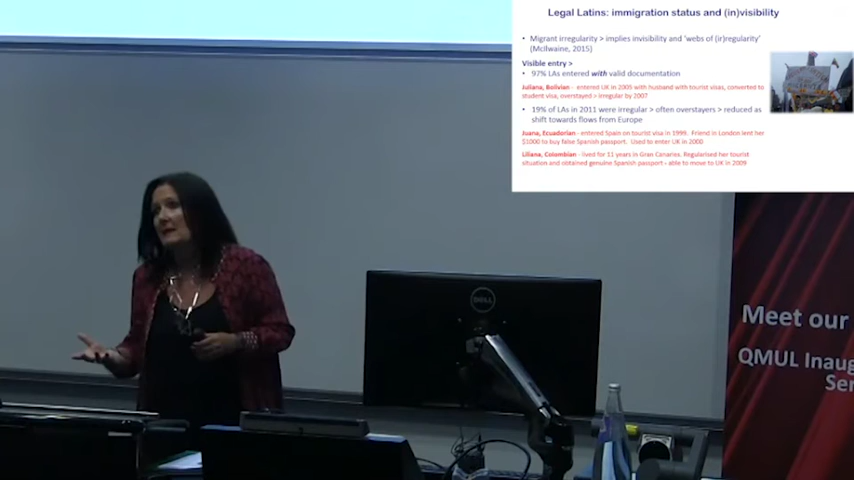 Legal Latins: immigration status and (in)visibility
• Migrant irregularity > implies invisibility and 'webs of (ir)regularity'
(McIlwaine, 2015)
Visible entry >
• 97% LAs entered with valid documentation
Juliana, Bolivian - entered UK in 2005 with husband with tourist visas, converted to
student visa, overstayed > irregular by 2007
• 19% of LAs in 2011 were irregular > often overstayers > reduced as
shift towards flows from Europe
Juana, Ecuadorian - entered Spain on tourist visa in 1999. Friend in London lent her
$1000 to buy false Spanish passport. Used to enter UK in 2000
Liliana, Colombian - lived for 11 years in Gran Canaria. Regularised her tourist
situation and obtained genuine Spanish passport - able to move to UK in 2009
DELL
Meet our
QMUL Inaug
Ser